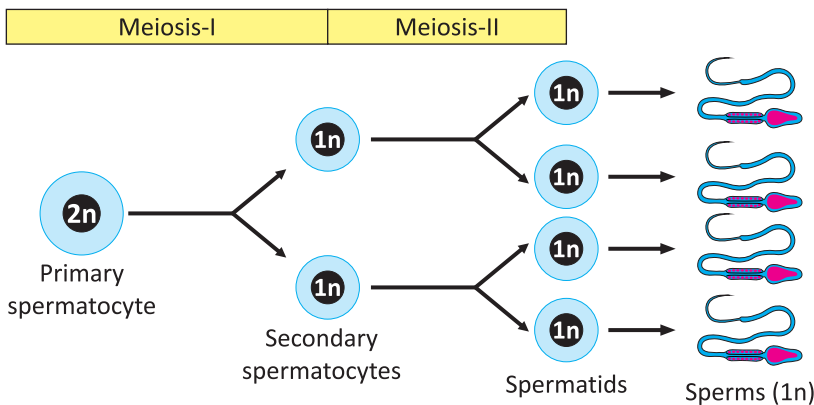 Meiosis-I
Meiosis-II
1n
1n
1n
2n
Primary
spermatocyte
1n
1n
Secondary
spermatocytes
1n
Spermatids
Sperms (1n)